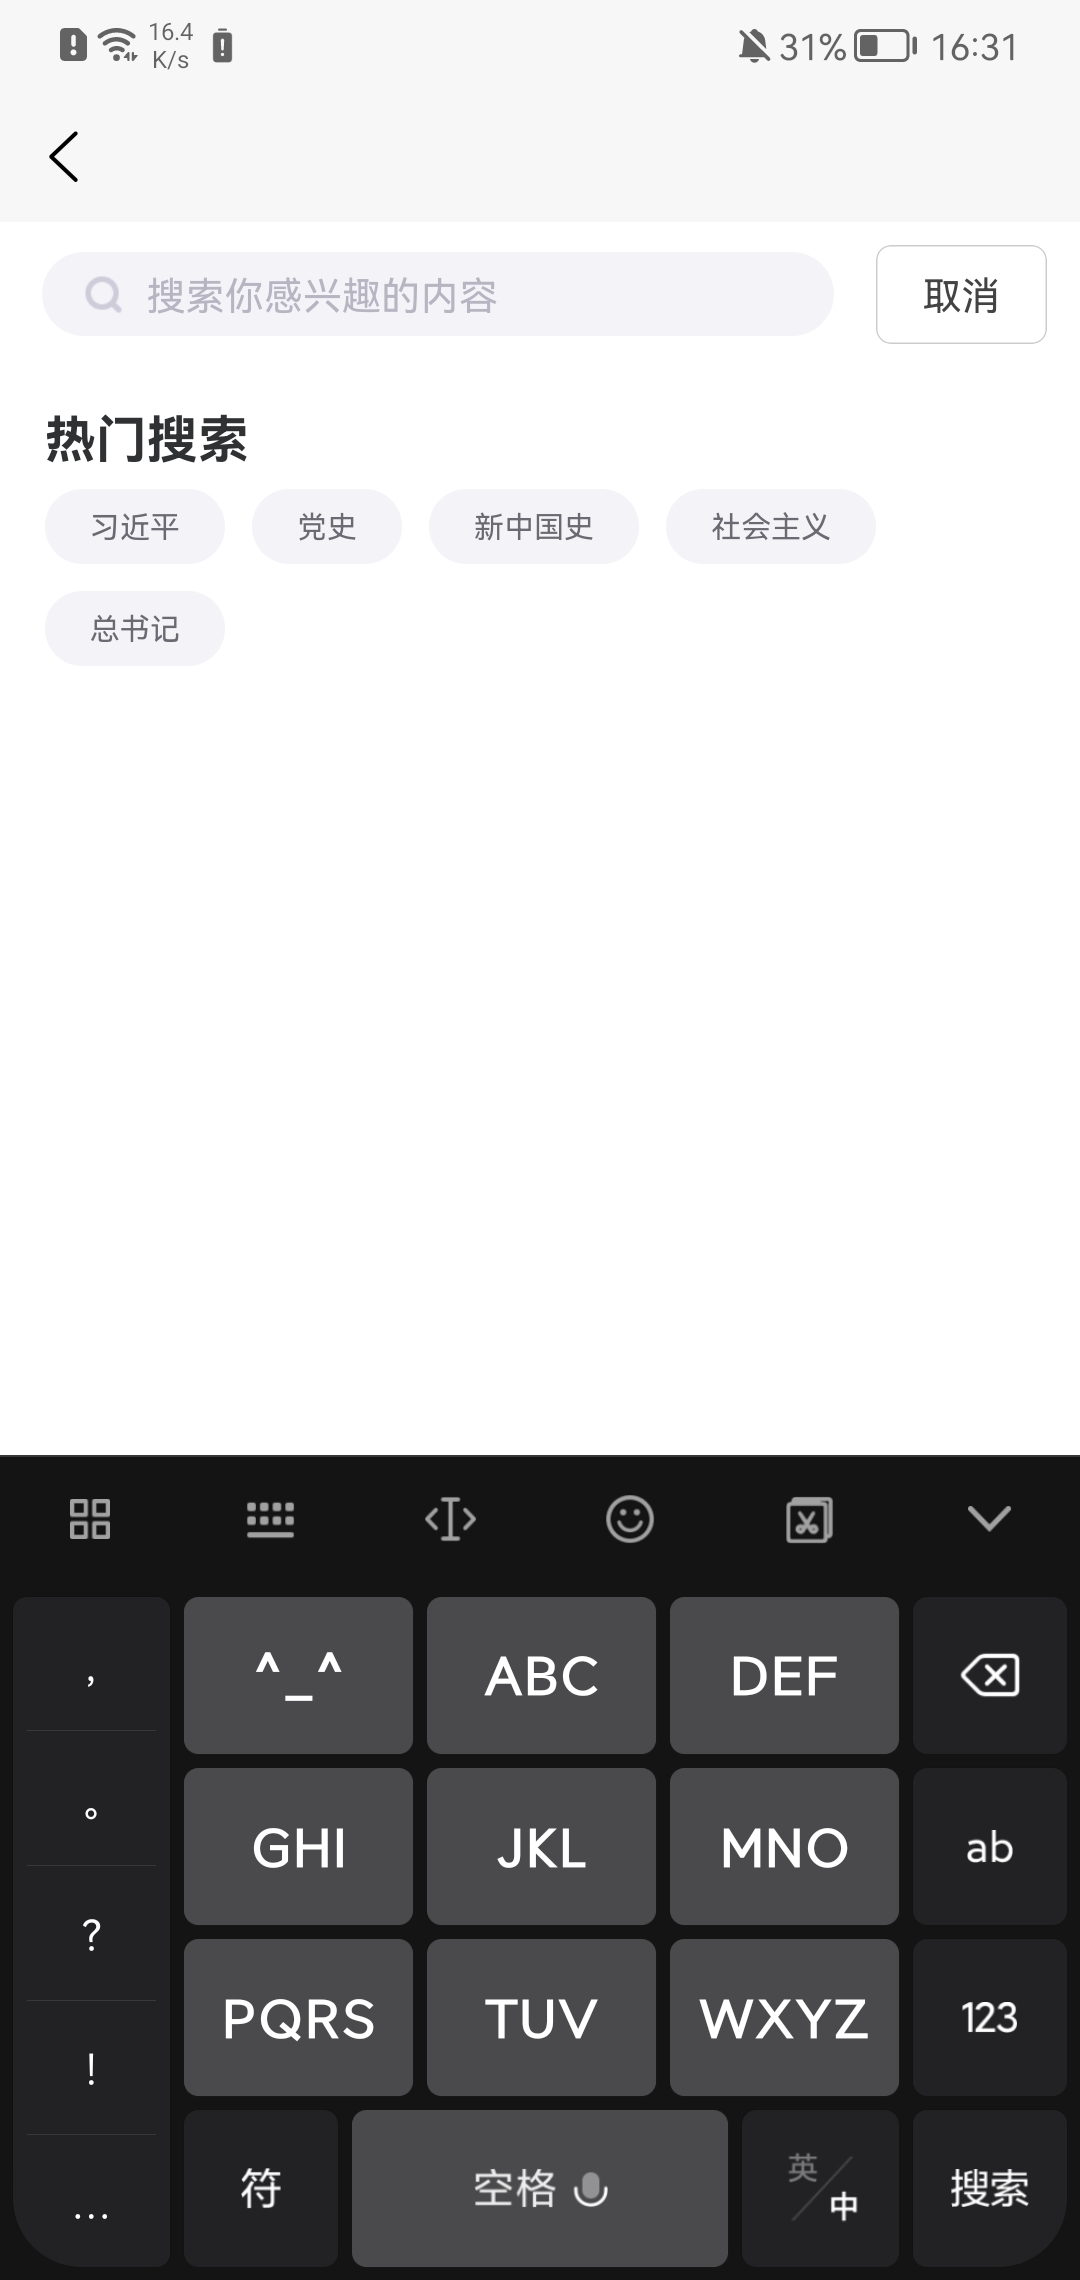 16.4 K/s 31% 16:31
搜索你感兴趣的内容 取消
热门搜索
习近平 党史 新中国史 社会主义
总书记
， ^_^ ABC DEF
。 GHI JKL MNO ab
？ PQRS TUV WXYZ 123
！
… 符 空格 英/中 搜索